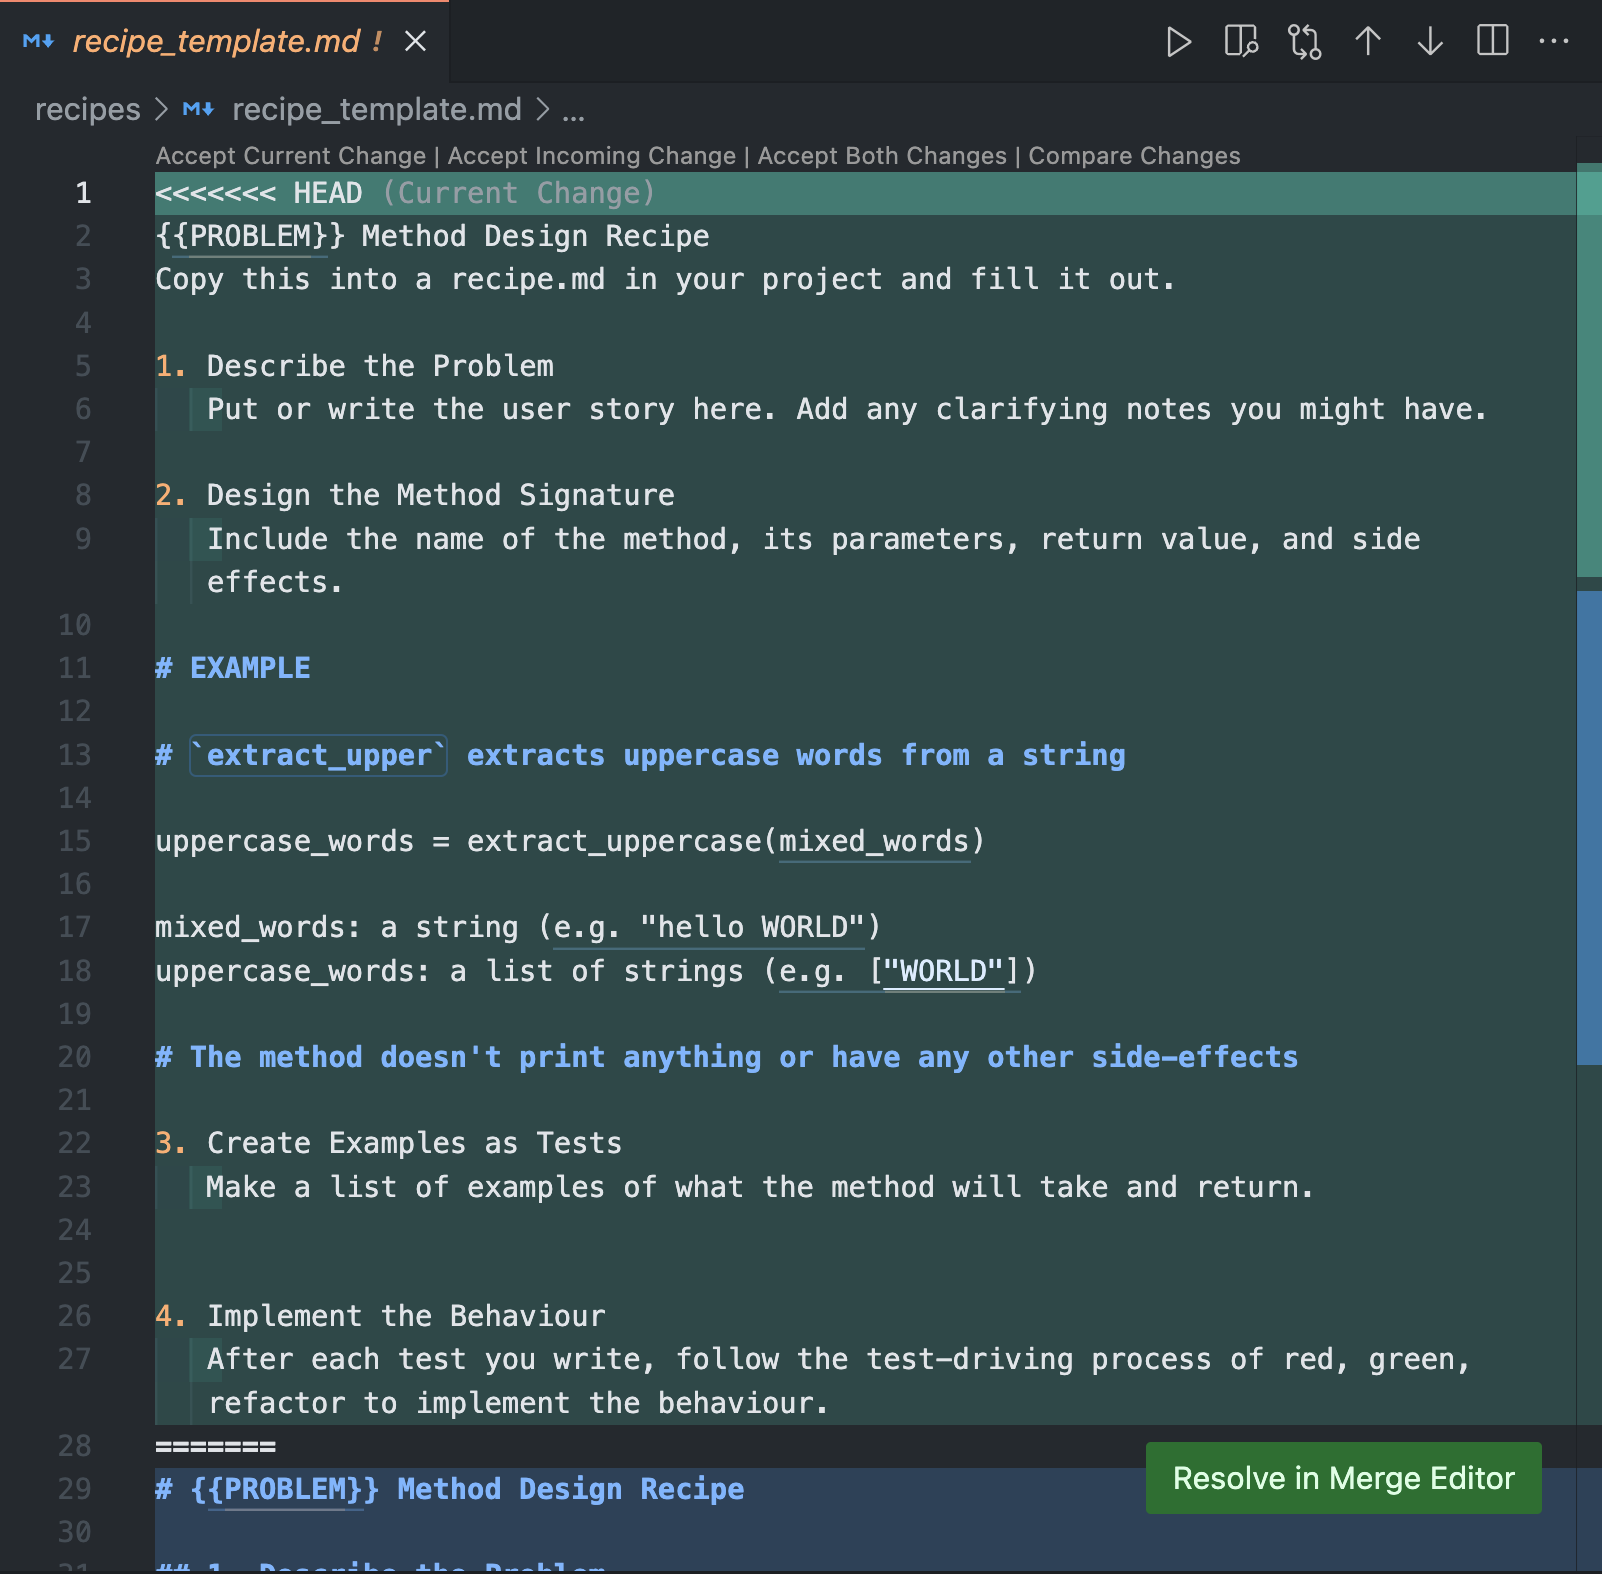 recipe_template.md !
recipes > recipe_template.md > ...
Accept Current Change | Accept Incoming Change | Accept Both Changes | Compare Changes
1 <<<<<<< HEAD (Current Change)
2 {{PROBLEM}} Method Design Recipe
3 Copy this into a recipe.md in your project and fill it out.
4
5 1. Describe the Problem
6 Put or write the user story here. Add any clarifying notes you might have.
7
8 2. Design the Method Signature
9 Include the name of the method, its parameters, return value, and side
effects.
10
11 # EXAMPLE
12
13 # `extract_upper` extracts uppercase words from a string
14
15 uppercase_words = extract_uppercase(mixed_words)
16
17 mixed_words: a string (e.g. "hello WORLD")
18 uppercase_words: a list of strings (e.g. ["WORLD"])
19
20 # The method doesn't print anything or have any other side-effects
21
22 3. Create Examples as Tests
23 Make a list of examples of what the method will take and return.
24
25
26 4. Implement the Behaviour
27 After each test you write, follow the test-driving process of red, green,
refactor to implement the behaviour.
28 =======
29 # {{PROBLEM}} Method Design Recipe
Resolve in Merge Editor
30
31 ## 1. Describe the Problem